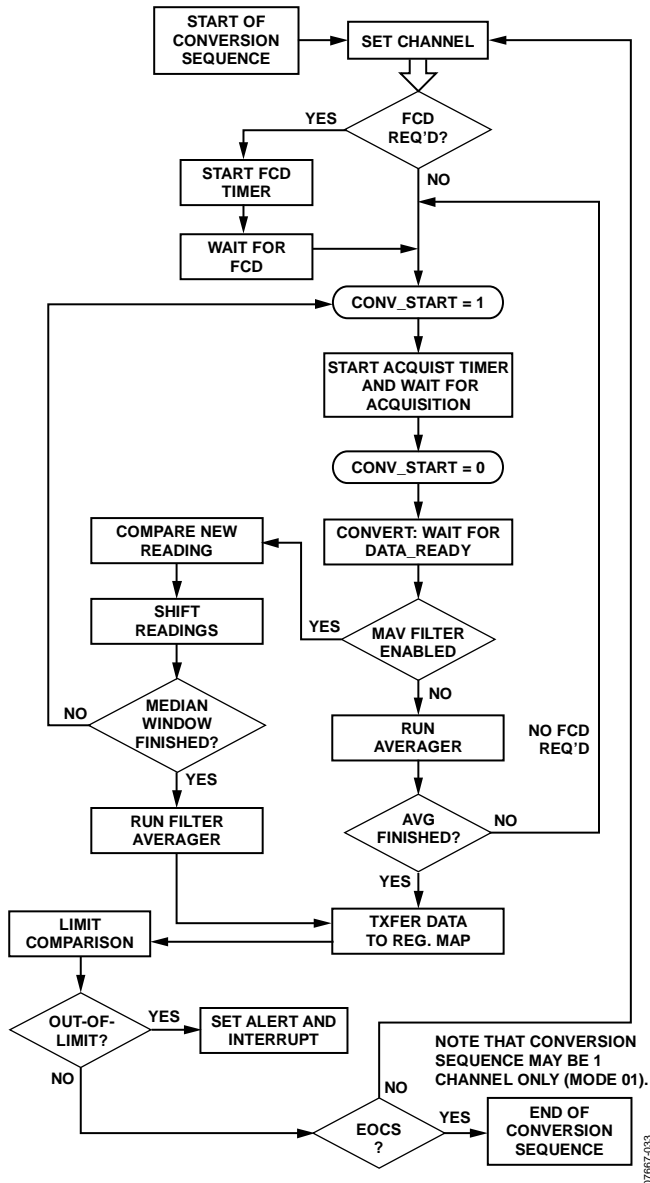 START OF
CONVERSION
SEQUENCE
SET CHANNEL
YES
FCD
REQ'D?
START FCD
TIMER
NO
WAIT FOR
FCD
CONV_START = 1
START ACQUIST TIMER
AND WAIT FOR
ACQUISITION
CONV_START = 0
COMPARE NEW
READING
CONVERT: WAIT FOR
DATA_READY
SHIFT
READINGS
YES
MAV FILTER
ENABLED
NO
MEDIAN
WINDOW
FINISHED?
NO
RUN
AVERAGER
NO FCD
REQ'D
YES
RUN FILTER
AVERAGER
AVG
FINISHED?
NO
YES
LIMIT
COMPARISON
TXFER DATA
TO REG. MAP
OUT-OF-
LIMIT?
YES
SET ALERT AND
INTERRUPT
NOTE THAT CONVERSION
SEQUENCE MAY BE 1
CHANNEL ONLY (MODE 01).
NO
NO
EOCS
?
YES
END OF
CONVERSION
SEQUENCE
07667-033